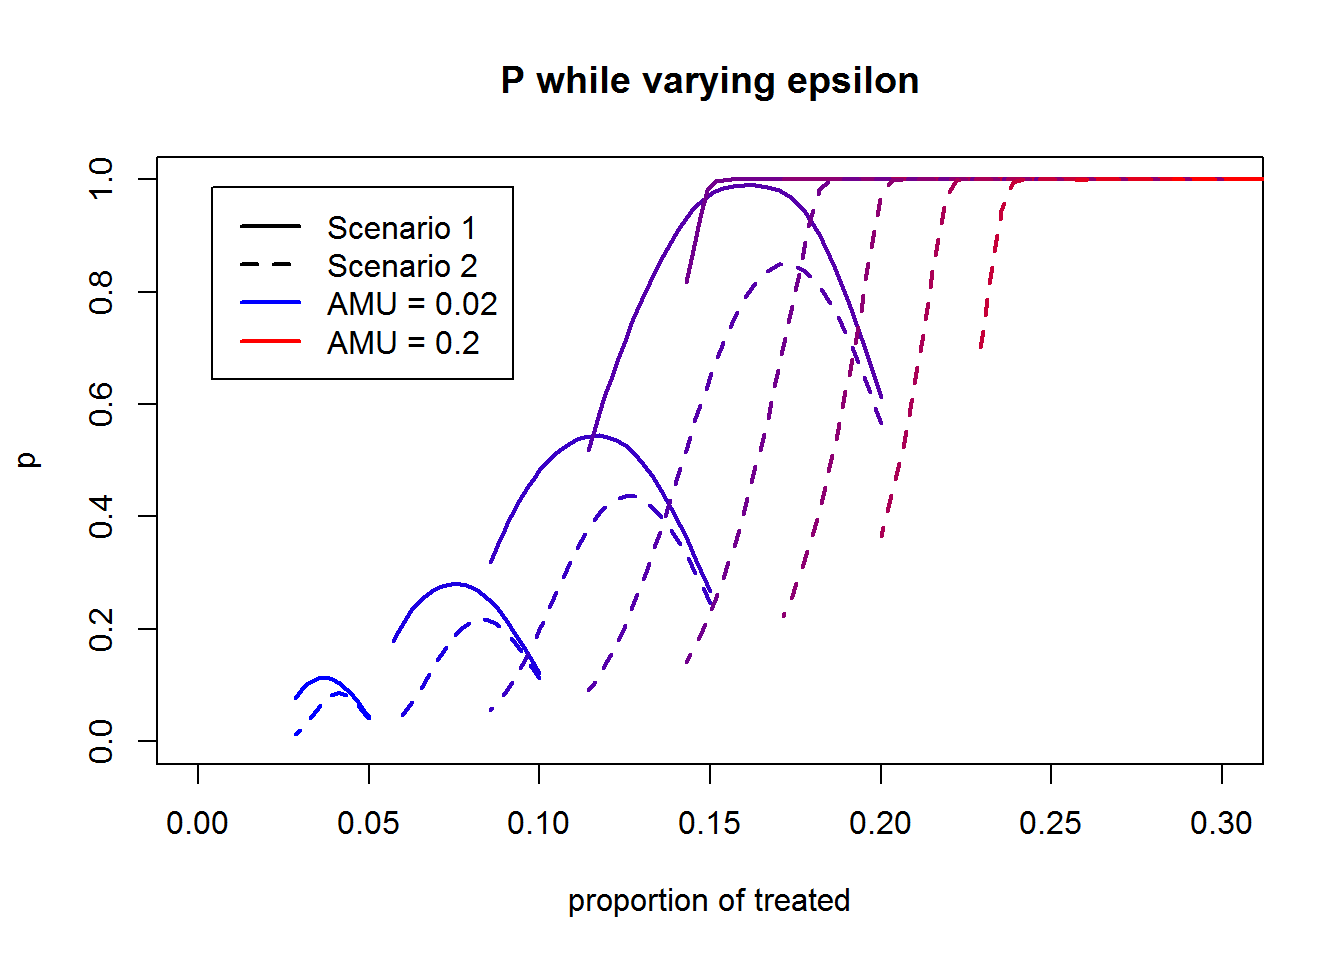 P while varying epsilon
1.0
0.8
0.6
0.4
0.2
0.0
p
Scenario 1
Scenario 2
AMU = 0.02
AMU = 0.2
0.00 0.05 0.10 0.15 0.20 0.25 0.30
proportion of treated